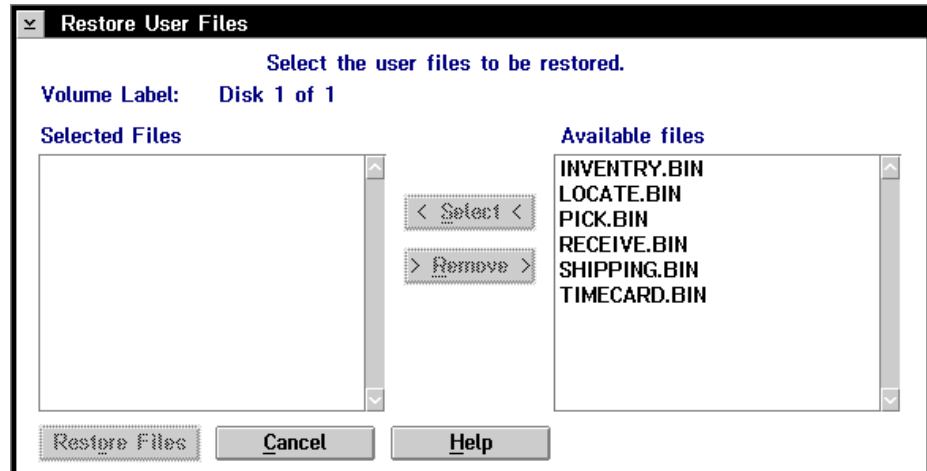 Restore User Files
Select the user files to be restored.
Volume Label: Disk 1 of 1
Selected Files
Available files
INVENTRY.BIN
LOCATE.BIN
PICK.BIN
RECEIVE.BIN
SHIPPING.BIN
TIMECARD.BIN
< Select <
> Remove >
Restore Files Cancel Help